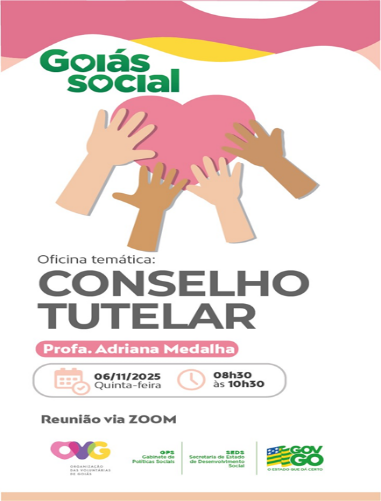 Goiás
social
Oficina temática:
CONSELHO
TUTELAR
Profa. Adriana Medalha
06/11/2025
Quinta-feira
08h30
às 10h30
Reunião via ZOOM
OVG
ORGANIZAÇÃO
DAS VOLUNTÁRIAS
DE GOIÁS
GPS
Gabinete de
Políticas Sociais
SEDS
Secretaria de Estado
de Desenvolvimento
Social
GOV
GO
O ESTADO QUE DÁ CERTO